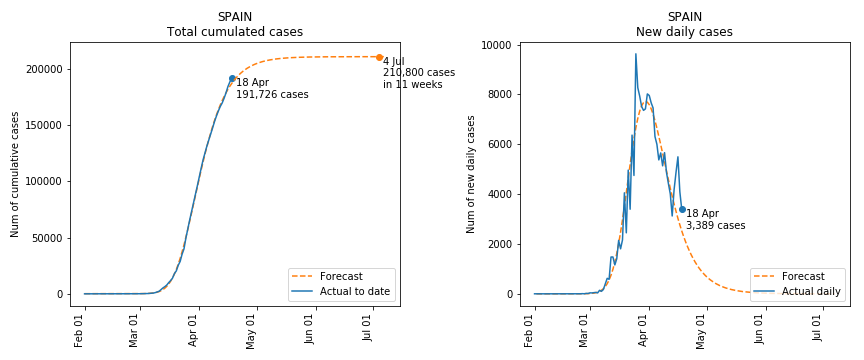 SPAIN
Total cumulated cases
Num of cumulative cases
200000
150000
100000
50000
0
Feb 01
Mar 01
Apr 01
May 01
Jun 01
Jul 01
18 Apr
191,726 cases
4 Jul
210,800 cases
in 11 weeks
Forecast
Actual to date
SPAIN
New daily cases
Num of new daily cases
10000
8000
6000
4000
2000
0
Feb 01
Mar 01
Apr 01
May 01
Jun 01
Jul 01
18 Apr
3,389 cases
Forecast
Actual daily